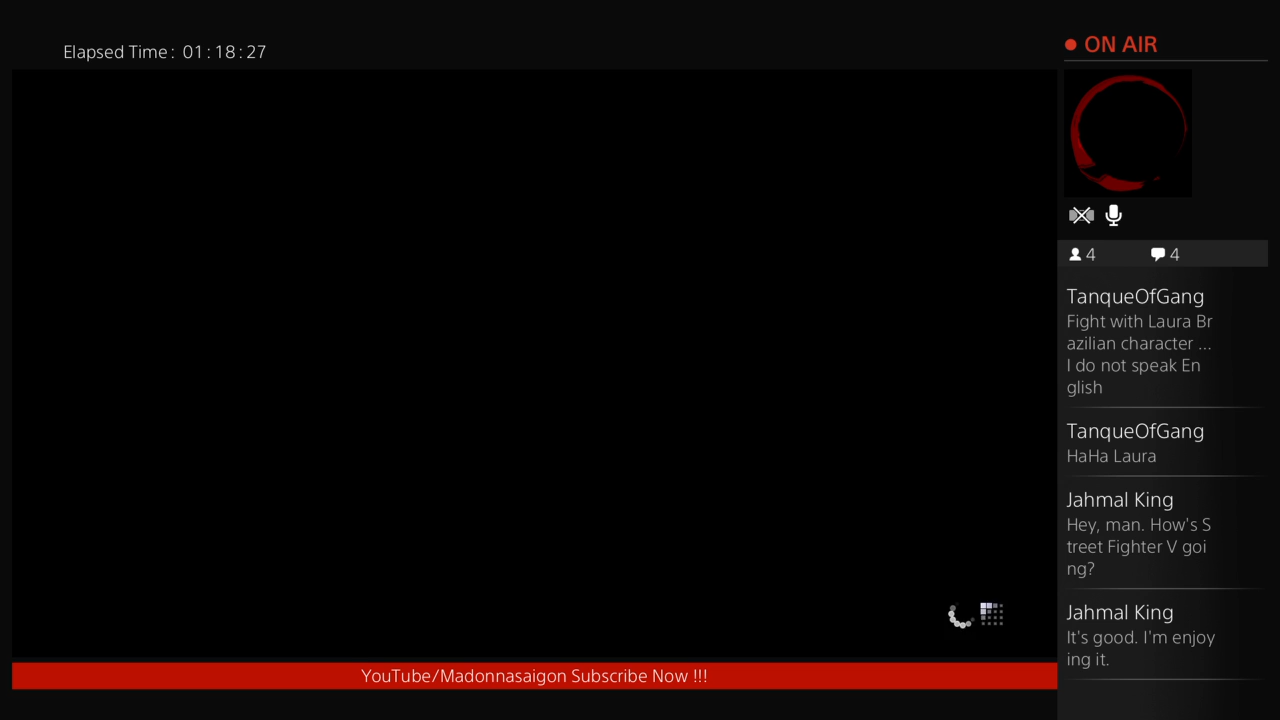 Elapsed Time: 01:18:27
ON AIR
4
4
TanqueOfGang
Fight with Laura Br
azilian character ...
I do not speak En
glish
TanqueOfGang
HaHa Laura
Jahmal King
Hey, man. How's S
treet Fighter V goi
ng?
Jahmal King
It's good. I'm enjoy
ing it.
YouTube/Madonnasaigon Subscribe Now !!!